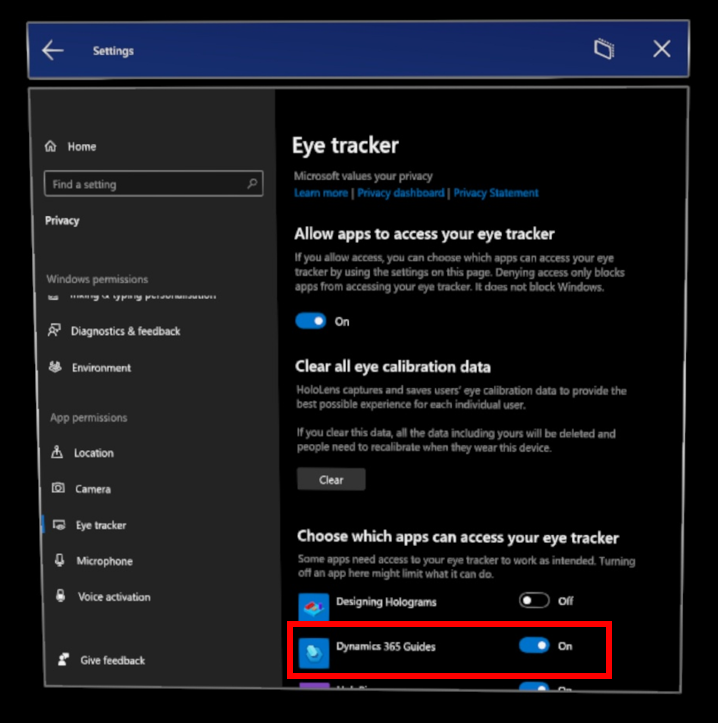 Settings
Home
Find a setting
Privacy
Windows permissions
Inking & typing personalisation
Diagnostics & feedback
Environment
App permissions
Location
Camera
Eye tracker
Microphone
Voice activation
Give feedback
Eye tracker
Microsoft values your privacy
Learn more | Privacy dashboard | Privacy Statement
Allow apps to access your eye tracker
If you allow access, you can choose which apps can access your eye
tracker by using the settings on this page. Denying access only blocks
apps from accessing your eye tracker. It does not block Windows.
On
Clear all eye calibration data
HoloLens captures and saves users' eye calibration data to provide the
best possible experience for each individual user.
If you clear this data, all the data including yours will be deleted and
people need to recalibrate when they wear this device.
Clear
Choose which apps can access your eye tracker
Some apps need access to your eye tracker to work as intended. Turning
off an app here might limit what it can do.
Designing Holograms Off
Dynamics 365 Guides On
On